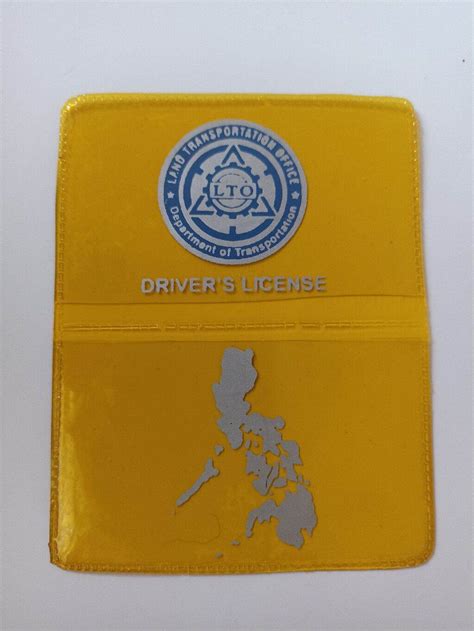 LAND TRANSPORTATION OFFICE
LTO
Department of Transportation
DRIVER'S LICENSE